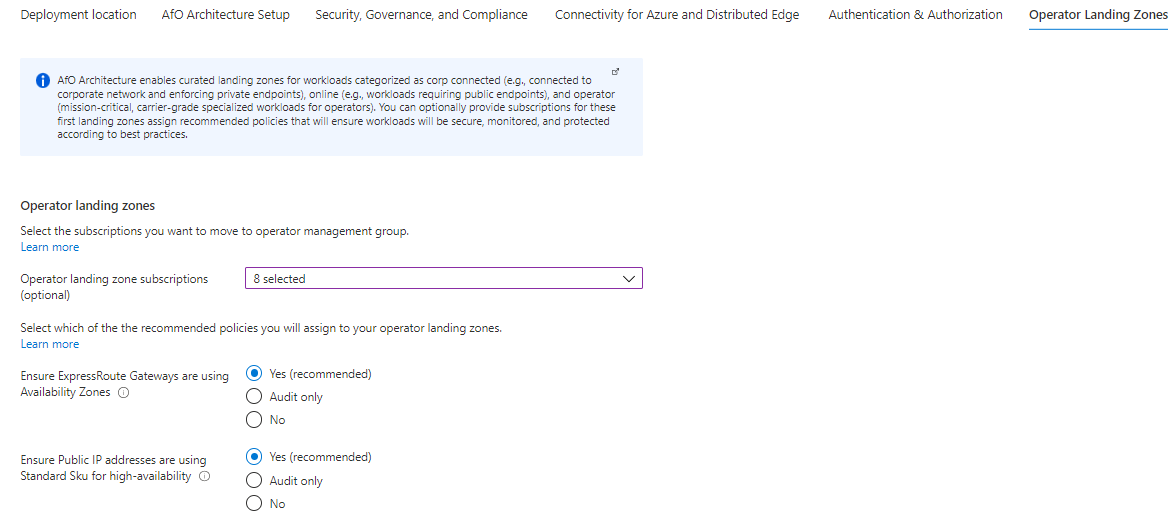 Deployment location AfO Architecture Setup Security, Governance, and Compliance Connectivity for Azure and Distributed Edge Authentication & Authorization Operator Landing Zones
AfO Architecture enables curated landing zones for workloads categorized as corp connected (e.g., connected to
corporate network and enforcing private endpoints), online (e.g., workloads requiring public endpoints), and operator
(mission-critical, carrier-grade specialized workloads for operators). You can optionally provide subscriptions for these
first landing zones assign recommended policies that will ensure workloads will be secure, monitored, and protected
according to best practices.
Operator landing zones
Select the subscriptions you want to move to operator management group.
Learn more
Operator landing zone subscriptions
(optional)
8 selected
Select which of the the recommended policies you will assign to your operator landing zones.
Learn more
Ensure ExpressRoute Gateways are using
Availability Zones
Yes (recommended)
Audit only
No
Ensure Public IP addresses are using
Standard Sku for high-availability
Yes (recommended)
Audit only
No